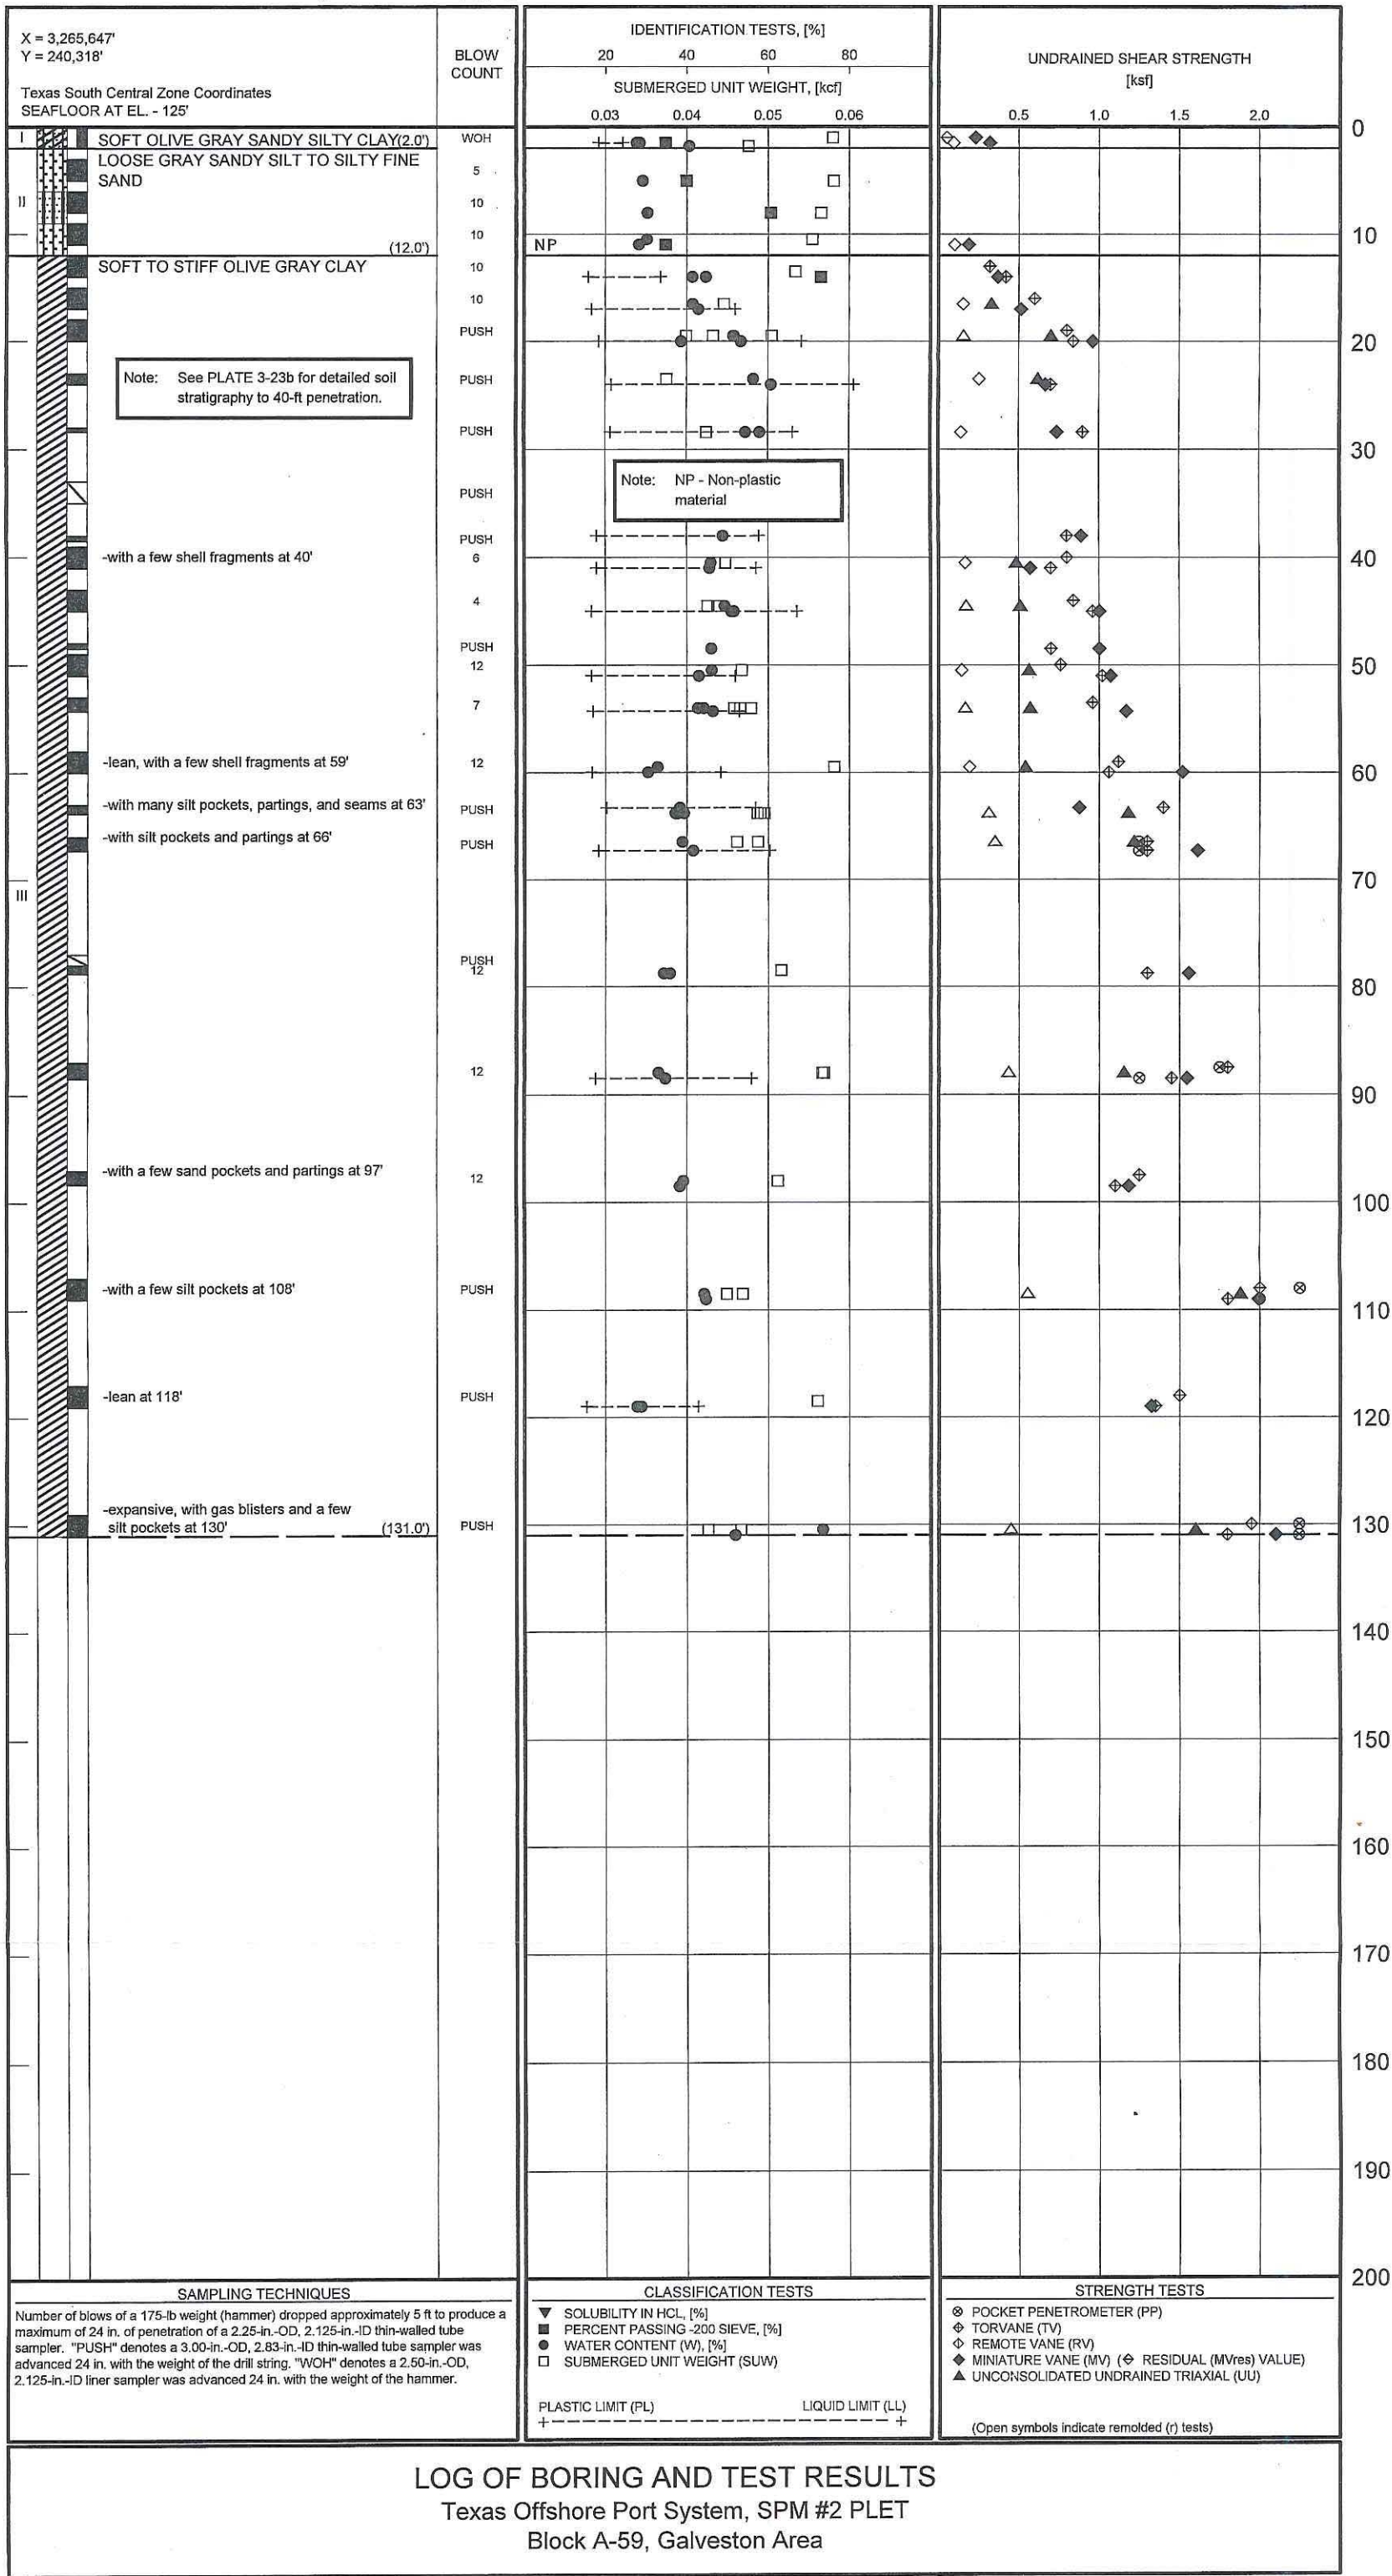 X = 3,265,647'
Y = 240,318'
Texas South Central Zone Coordinates
SEAFLOOR AT EL. - 125'
BLOW
COUNT
IDENTIFICATION TESTS, [%]
20 40 60 80
SUBMERGED UNIT WEIGHT, [kcf]
0.03 0.04 0.05 0.06
UNDRAINED SHEAR STRENGTH
[ksf]
0.5 1.0 1.5 2.0
0
I SOFT OLIVE GRAY SANDY SILTY CLAY(2.0') WOH
LOOSE GRAY SANDY SILT TO SILTY FINE
SAND
5
II
10
10
(12.0')
NP
10
SOFT TO STIFF OLIVE GRAY CLAY
10
10
PUSH
20
Note: See PLATE 3-23b for detailed soil
stratigraphy to 40-ft penetration.
PUSH
PUSH
30
Note: NP - Non-plastic
material
PUSH
PUSH
-with a few shell fragments at 40'
6
40
4
PUSH
12
50
7
-lean, with a few shell fragments at 59'
12
60
-with many silt pockets, partings, and seams at 63'
PUSH
-with silt pockets and partings at 66'
PUSH
70
III
PUSH
12
80
12
90
-with a few sand pockets and partings at 97'
12
100
-with a few silt pockets at 108'
PUSH
110
-lean at 118'
PUSH
120
-expansive, with gas blisters and a few
silt pockets at 130' (131.0')
PUSH
130
140
150
160
170
180
190
200
SAMPLING TECHNIQUES
Number of blows of a 175-lb weight (hammer) dropped approximately 5 ft to produce a
maximum of 24 in. of penetration of a 2.25-in.-OD, 2.125-in.-ID thin-walled tube
sampler. "PUSH" denotes a 3.00-in.-OD, 2.83-in.-ID thin-walled tube sampler was
advanced 24 in. with the weight of the drill string. "WOH" denotes a 2.50-in.-OD,
2.125-in.-ID liner sampler was advanced 24 in. with the weight of the hammer.
CLASSIFICATION TESTS
SOLUBILITY IN HCL, [%]
PERCENT PASSING -200 SIEVE, [%]
WATER CONTENT (W), [%]
SUBMERGED UNIT WEIGHT (SUW)
PLASTIC LIMIT (PL) LIQUID LIMIT (LL)
STRENGTH TESTS
POCKET PENETROMETER (PP)
TORVANE (TV)
REMOTE VANE (RV)
MINIATURE VANE (MV) ( RESIDUAL (MVres) VALUE)
UNCONSOLIDATED UNDRAINED TRIAXIAL (UU)
(Open symbols indicate remolded (r) tests)
LOG OF BORING AND TEST RESULTS
Texas Offshore Port System, SPM #2 PLET
Block A-59, Galveston Area